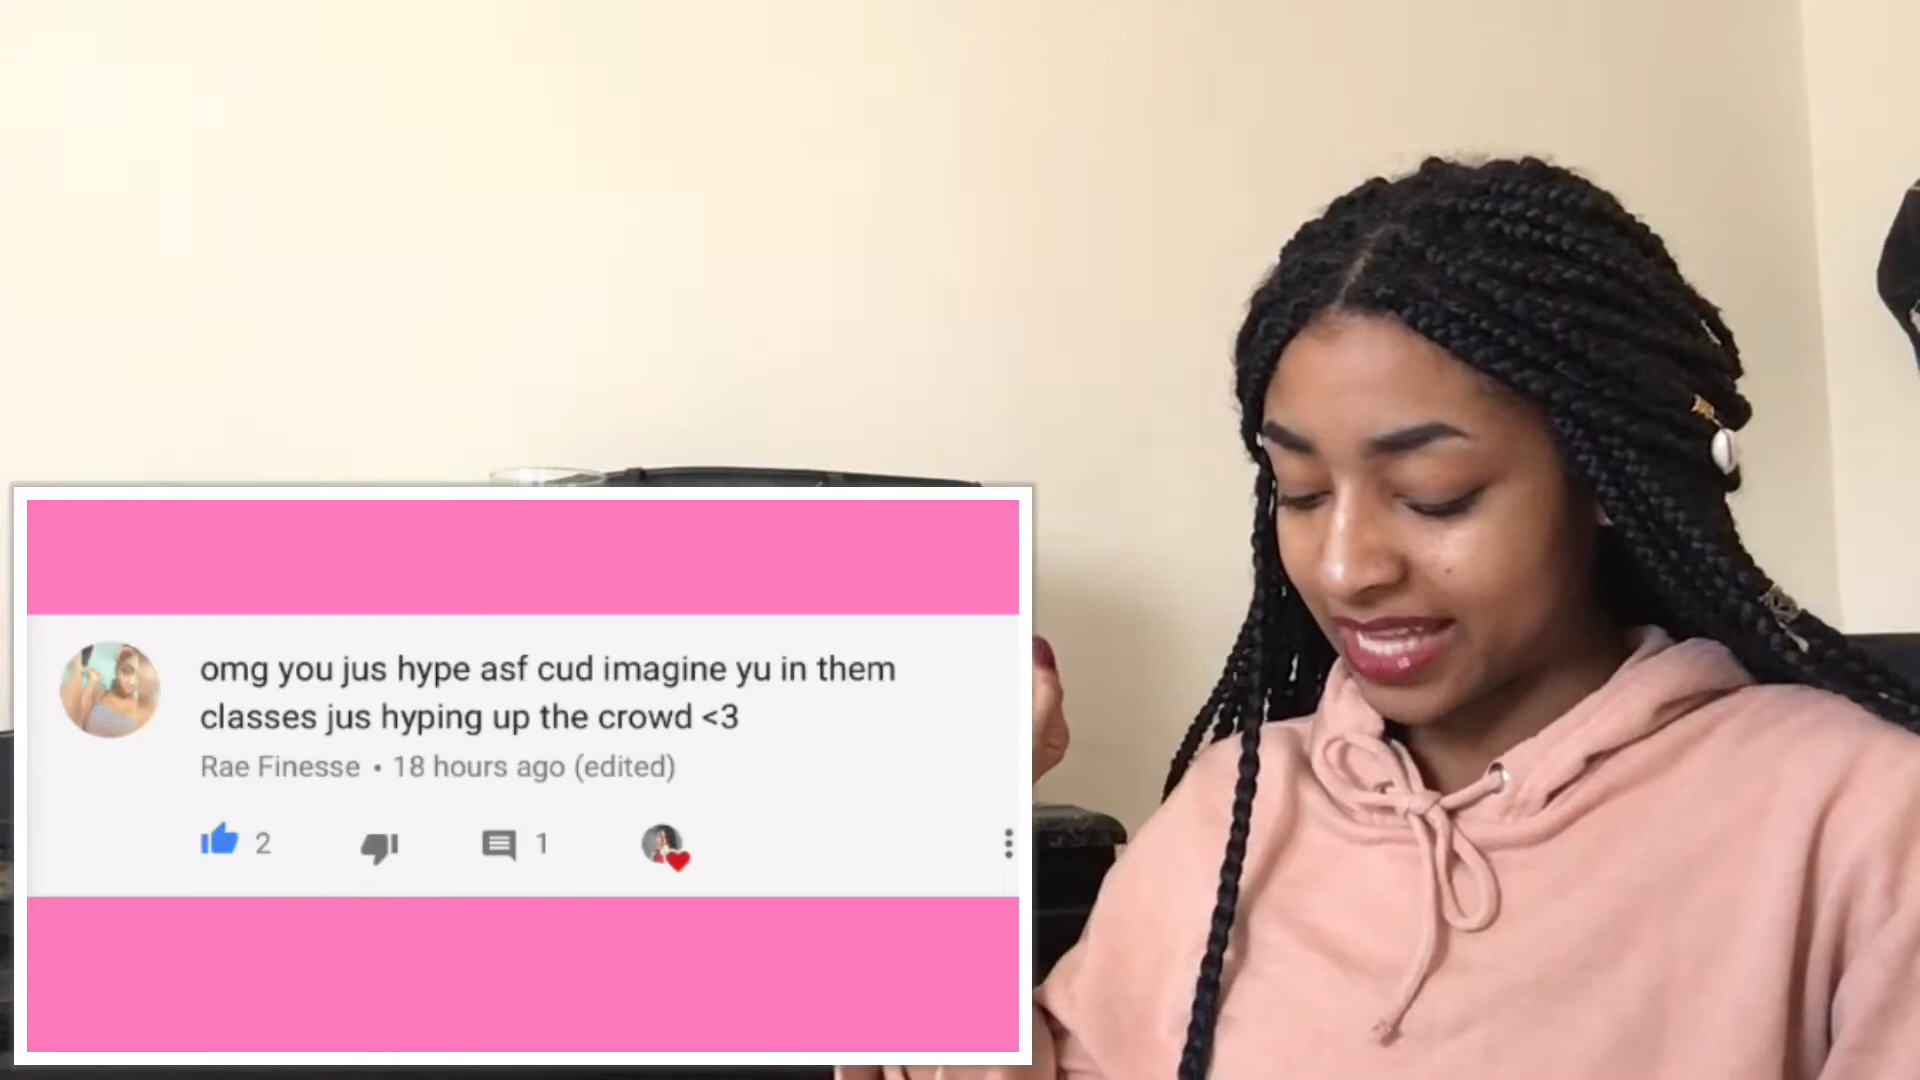 omg you jus hype asf cud imagine yu in them
classes jus hyping up the crowd <3
Rae Finesse • 18 hours ago (edited)
2 1